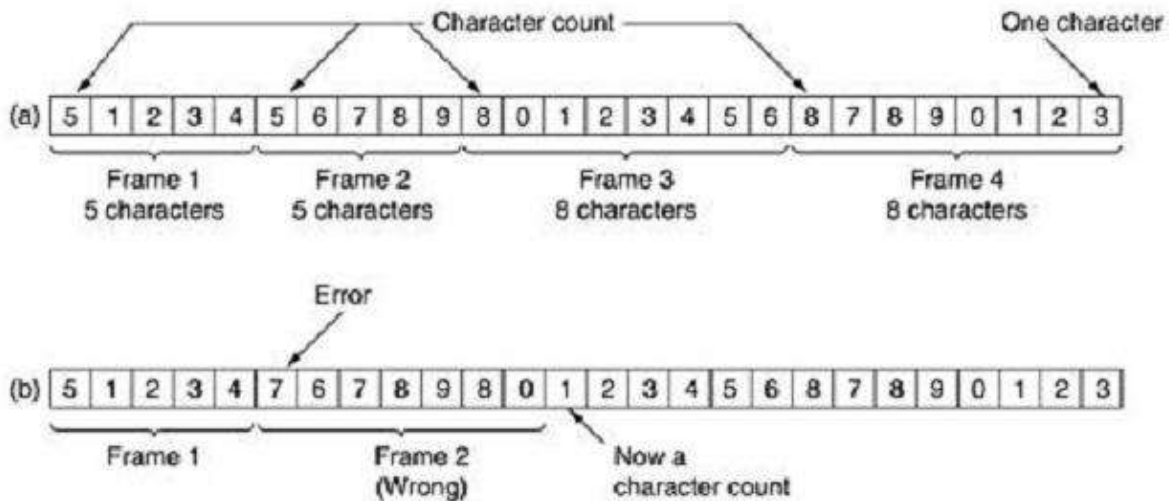 Character count
One character
(a) 5 1 2 3 4 5 6 7 8 9 8 0 1 2 3 4 5 6 8 7 8 9 0 1 2 3
Frame 1
5 characters
Frame 2
5 characters
Frame 3
8 characters
Frame 4
8 characters
Error
(b) 5 1 2 3 4 7 6 7 8 9 8 0 1 2 3 4 5 6 8 7 8 9 0 1 2 3
Frame 1
Frame 2
(Wrong)
Now a
character count